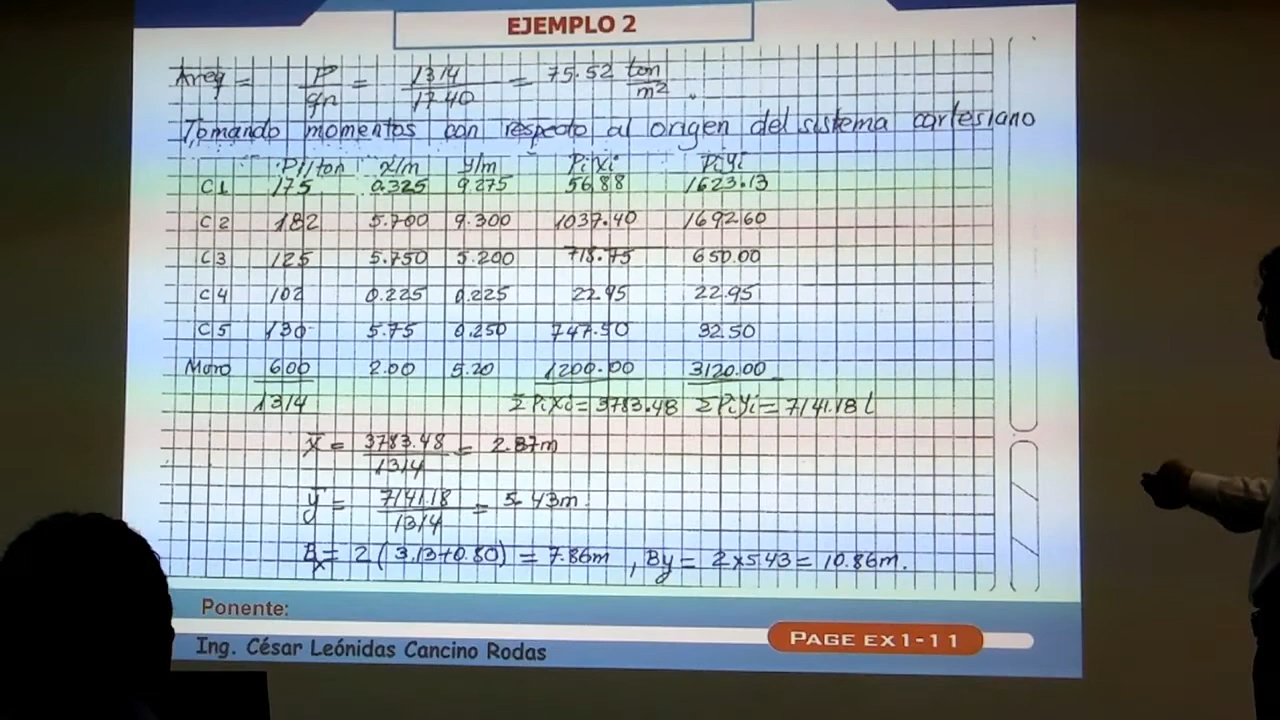 EJEMPLO 2
Areq = P/qn = 1314/17.40 = 75.52 ton/m²
Tomando momentos con respecto al origen del sistema cartesiano
Pi/ton x/m y/m PiXi PiYi
C1 175 0.325 9.275 56.88 1623.13
C2 182 5.700 9.300 1037.40 1692.60
C3 125 5.750 5.200 718.75 650.00
C4 102 0.225 0.225 22.95 22.95
C5 130 5.75 0.250 747.50 32.50
Muro 600 2.00 5.20 1200.00 3120.00
1314 ΣPiXi = 3783.48 ΣPiYi = 7141.18
x̄ = 3783.48/1314 = 2.87m
ȳ = 7141.18/1314 = 5.43m
Bx = 2(3.13+0.80) = 7.86m, By = 2x5.43 = 10.86m.
Ponente:
Ing. César Leónidas Cancino Rodas
PAGE EX1-11